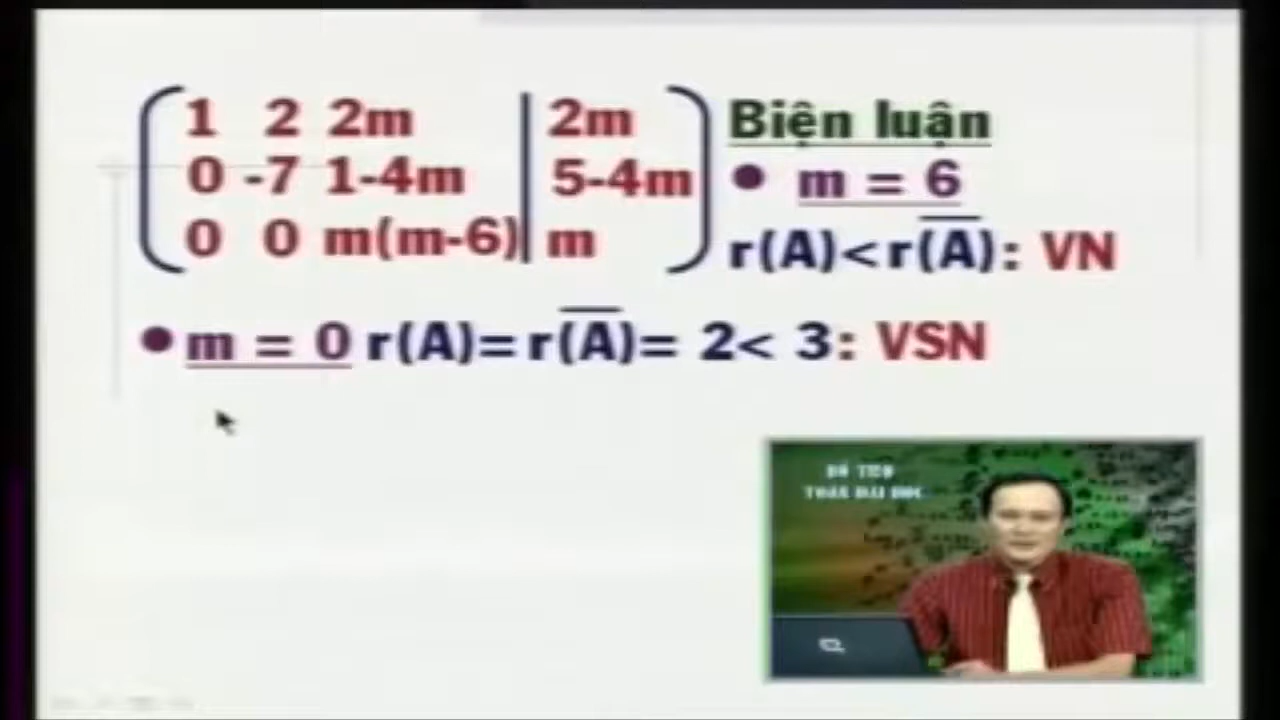 1 2 2m | 2m
0 -7 1-4m | 5-4m
0 0 m(m-6) | m
Biện luận
• m = 6
r(A)<r(A̅): VN
• m = 0 r(A)= r(A̅)= 2< 3: VSN